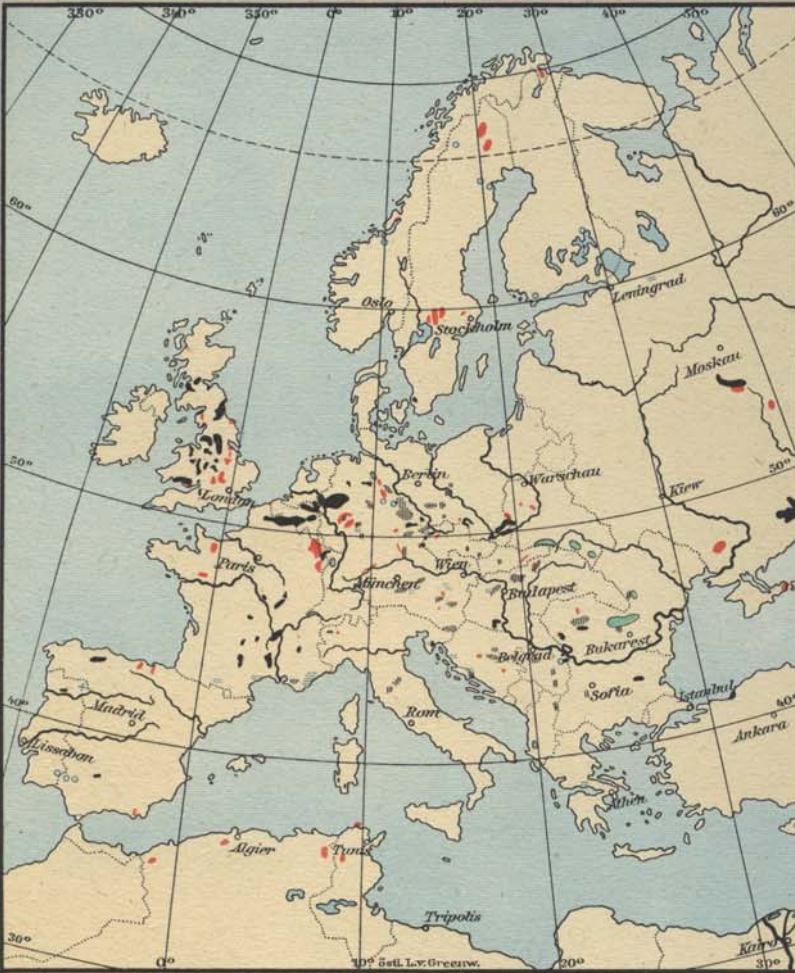 330° 340° 350° 0° 10° 20° 30° 40° 50°
60°
60°
Oslo
Leningrad
Stockholm
Moskau
50°
50°
London
Berlin
Warschau
Kiew
Paris
Wien
München
Budapest
Belgrad
Bukarest
Sofia
Istanbul
40°
40°
Madrid
Rom
Ankara
Lissabon
Athen
Algier
Tunis
Tripolis
30°
Kairo
0° 10° östl. L.v.Greenw. 20° 30°